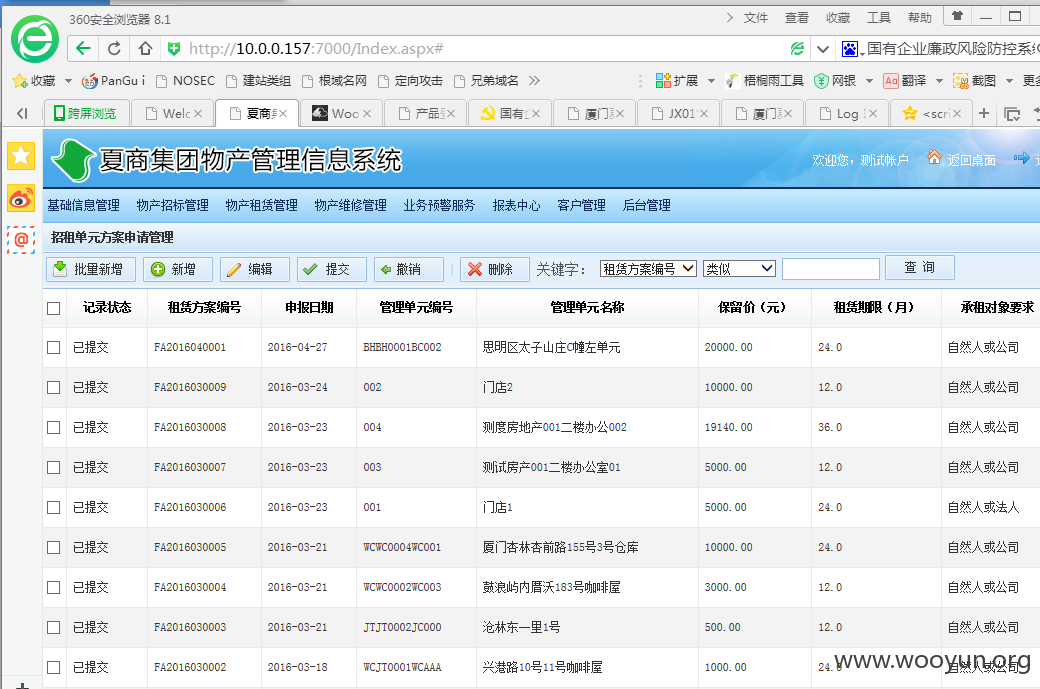 360安全浏览器 8.1
文件 查看 收藏 工具 帮助
http://10.0.0.157:7000/Index.aspx#
国有企业廉政风险防控系
收藏 PanGu i NOSEC 建站类组 根域名网 定向攻击 兄弟域名 扩展 梧桐雨工具 网银 翻译 截图 更多
跨屏浏览 Welc 夏商 Woo 产品 国有 厦门 JX01 厦门 Log <scri
夏商集团物产管理信息系统
欢迎您，测试帐户 返回桌面
基础信息管理 物产招标管理 物产租赁管理 物产维修管理 业务预警服务 报表中心 客户管理 后台管理
招租单元方案申请管理
批量新增 新增 编辑 提交 撤销 删除 关键字： 租赁方案编号 类似 查 询
记录状态 租赁方案编号 申报日期 管理单元编号 管理单元名称 保留价（元） 租赁期限（月） 承租对象要求
已提交 FA2016040001 2016-04-27 BHBH0001BC002 思明区太子山庄C幢左单元 20000.00 24.0 自然人或公司
已提交 FA2016030009 2016-03-24 002 门店2 10000.00 12.0 自然人或公司
已提交 FA2016030008 2016-03-23 004 测度房地产001二楼办公002 19140.00 36.0 自然人或公司
已提交 FA2016030007 2016-03-23 003 测试房产001二楼办公室01 5000.00 12.0 自然人或公司
已提交 FA2016030006 2016-03-23 001 门店1 5000.00 24.0 自然人或法人
已提交 FA2016030005 2016-03-21 WCWC0004WC001 厦门杏林杏前路155号3号仓库 10000.00 24.0 自然人或公司
已提交 FA2016030004 2016-03-21 WCWC0002WC003 鼓浪屿内厝沃183号咖啡屋 3000.00 12.0 自然人或公司
已提交 FA2016030003 2016-03-21 JTJT0002JC000 沧林东一里1号 500.00 12.0 自然人或公司
已提交 FA2016030002 2016-03-18 WCJT0001WCAAA 兴港路10号11号咖啡屋 1000.00 24.0 自然人或公司
www.wooyun.org